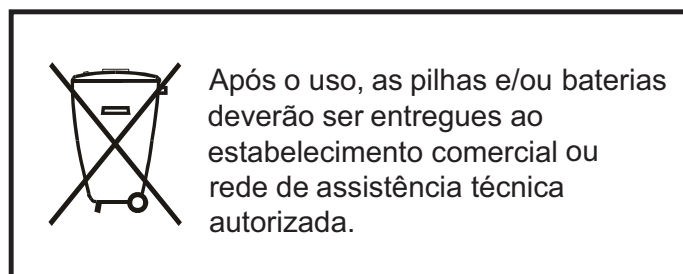 Após o uso, as pilhas e/ou baterias
deverão ser entregues ao
estabelecimento comercial ou
rede de assistência técnica
autorizada.